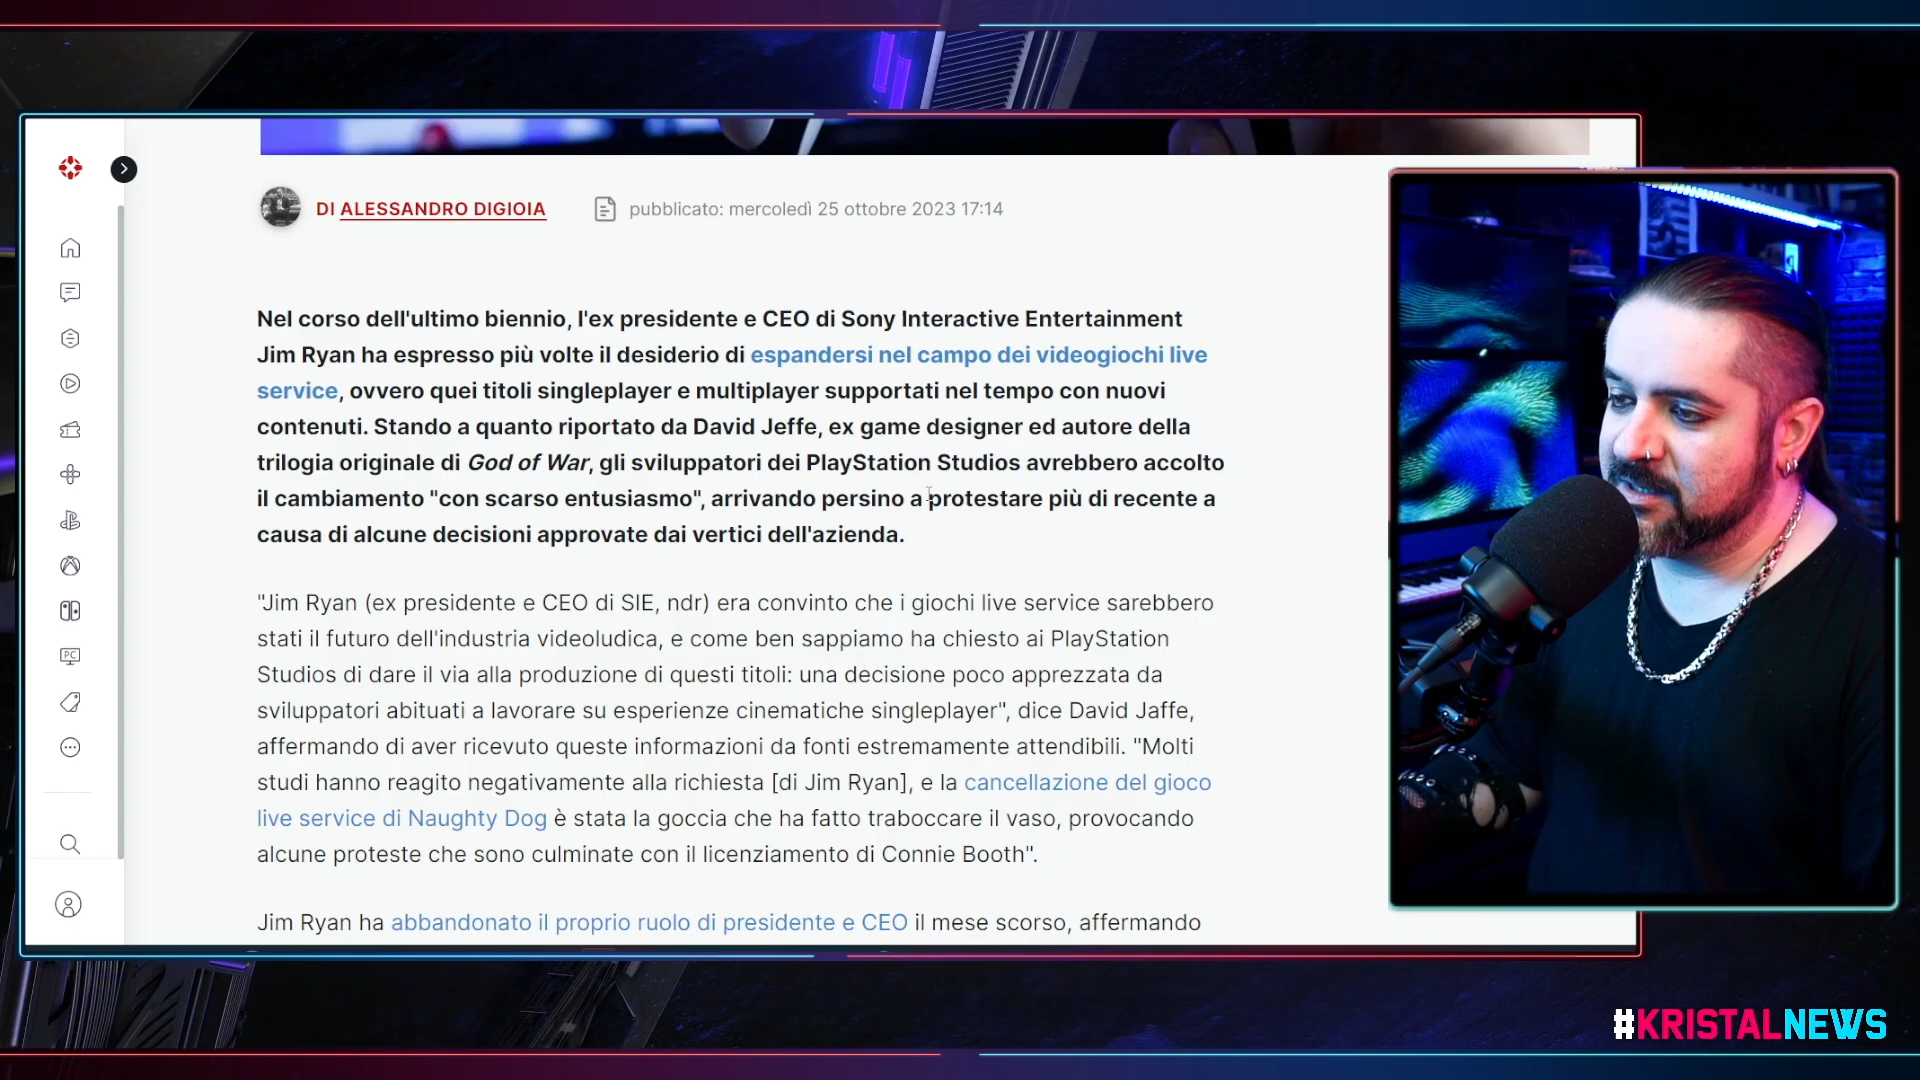 DI ALESSANDRO DIGIOIA
pubblicato: mercoledì 25 ottobre 2023 17:14
Nel corso dell'ultimo biennio, l'ex presidente e CEO di Sony Interactive Entertainment
Jim Ryan ha espresso più volte il desiderio di espandersi nel campo dei videogiochi live
service, ovvero quei titoli singleplayer e multiplayer supportati nel tempo con nuovi
contenuti. Stando a quanto riportato da David Jeffe, ex game designer ed autore della
trilogia originale di God of War, gli sviluppatori dei PlayStation Studios avrebbero accolto
il cambiamento "con scarso entusiasmo", arrivando persino a protestare più di recente a
causa di alcune decisioni approvate dai vertici dell'azienda.
"Jim Ryan (ex presidente e CEO di SIE, ndr) era convinto che i giochi live service sarebbero
stati il futuro dell'industria videoludica, e come ben sappiamo ha chiesto ai PlayStation
Studios di dare il via alla produzione di questi titoli: una decisione poco apprezzata da
sviluppatori abituati a lavorare su esperienze cinematiche singleplayer", dice David Jaffe,
affermando di aver ricevuto queste informazioni da fonti estremamente attendibili. "Molti
studi hanno reagito negativamente alla richiesta [di Jim Ryan], e la cancellazione del gioco
live service di Naughty Dog è stata la goccia che ha fatto traboccare il vaso, provocando
alcune proteste che sono culminate con il licenziamento di Connie Booth".
Jim Ryan ha abbandonato il proprio ruolo di presidente e CEO il mese scorso, affermando
PC
#KRISTALNEWS